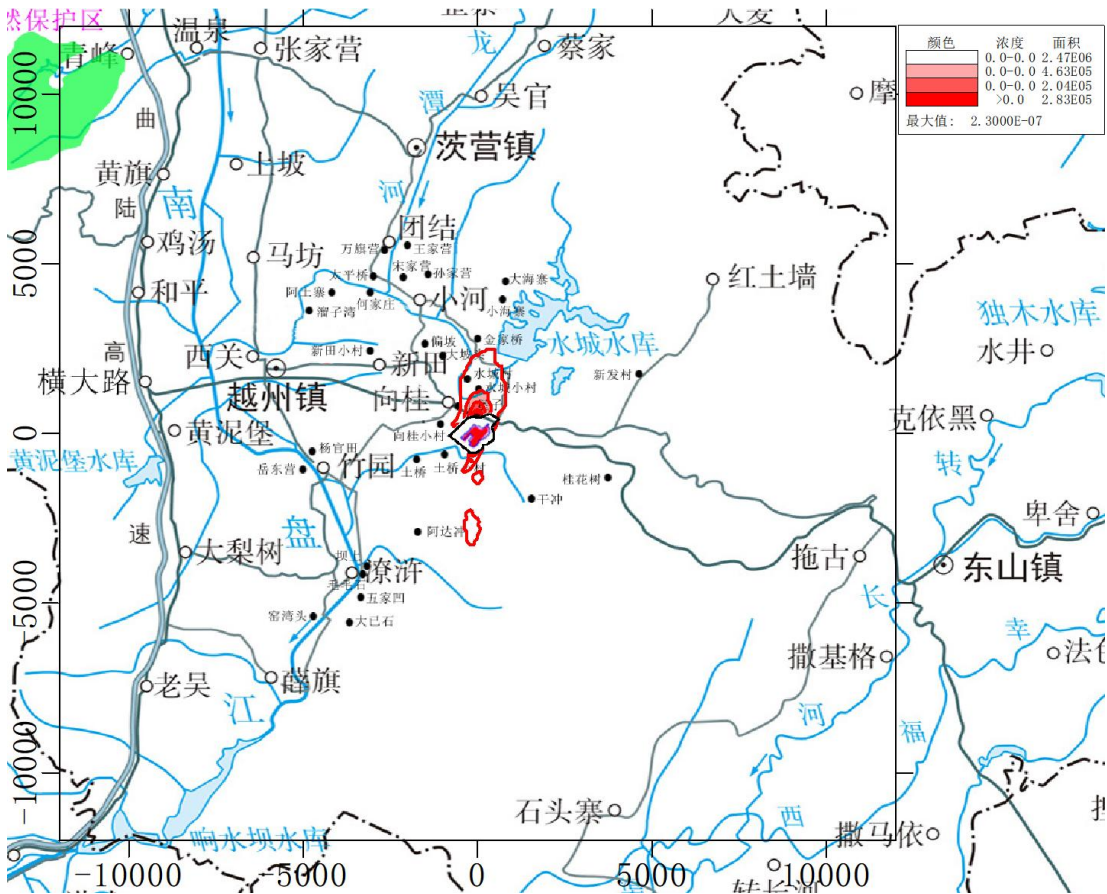 然保护区
温泉
青峰
张家营
龙
蔡家
颜色 浓度 面积
0.0-0.0 2.47E06
0.0-0.0 4.63E05
0.0-0.0 2.04E05
>0.0 2.83E05
最大值: 2.3000E-07
10000
曲
潭
吴官
摩
茨营镇
上坡
黄旗
南
河
陆
团结
鸡汤
万旗营
王家营
马坊
5000
太平桥
宋家营
孙家营
大海寨
红土墙
和平
阿土寨
何家庄
小河
小海寨
溜子湾
独木水库
高
偏坡
金家桥
水城水库
水井
西关
新田小村
新田
横大路
水城村
新发村
越州镇
向桂
水坝小村
克依黑
0
黄泥堡
向桂小村
黄泥堡水库
杨官田
岳东营
竹园
土桥
土桥
村
桂花树
转
干冲
卑舍
速
盘
阿达冲
大梨树
坝上
潦浒
拖古
东山镇
-5000
五家凹
长
窑湾头
大已石
幸
撒基格
法色
薛旗
老吴
江
河
福
-10000
石头寨
西
响水坝水库
撒马依
-10000 -5000 0 5000 10000